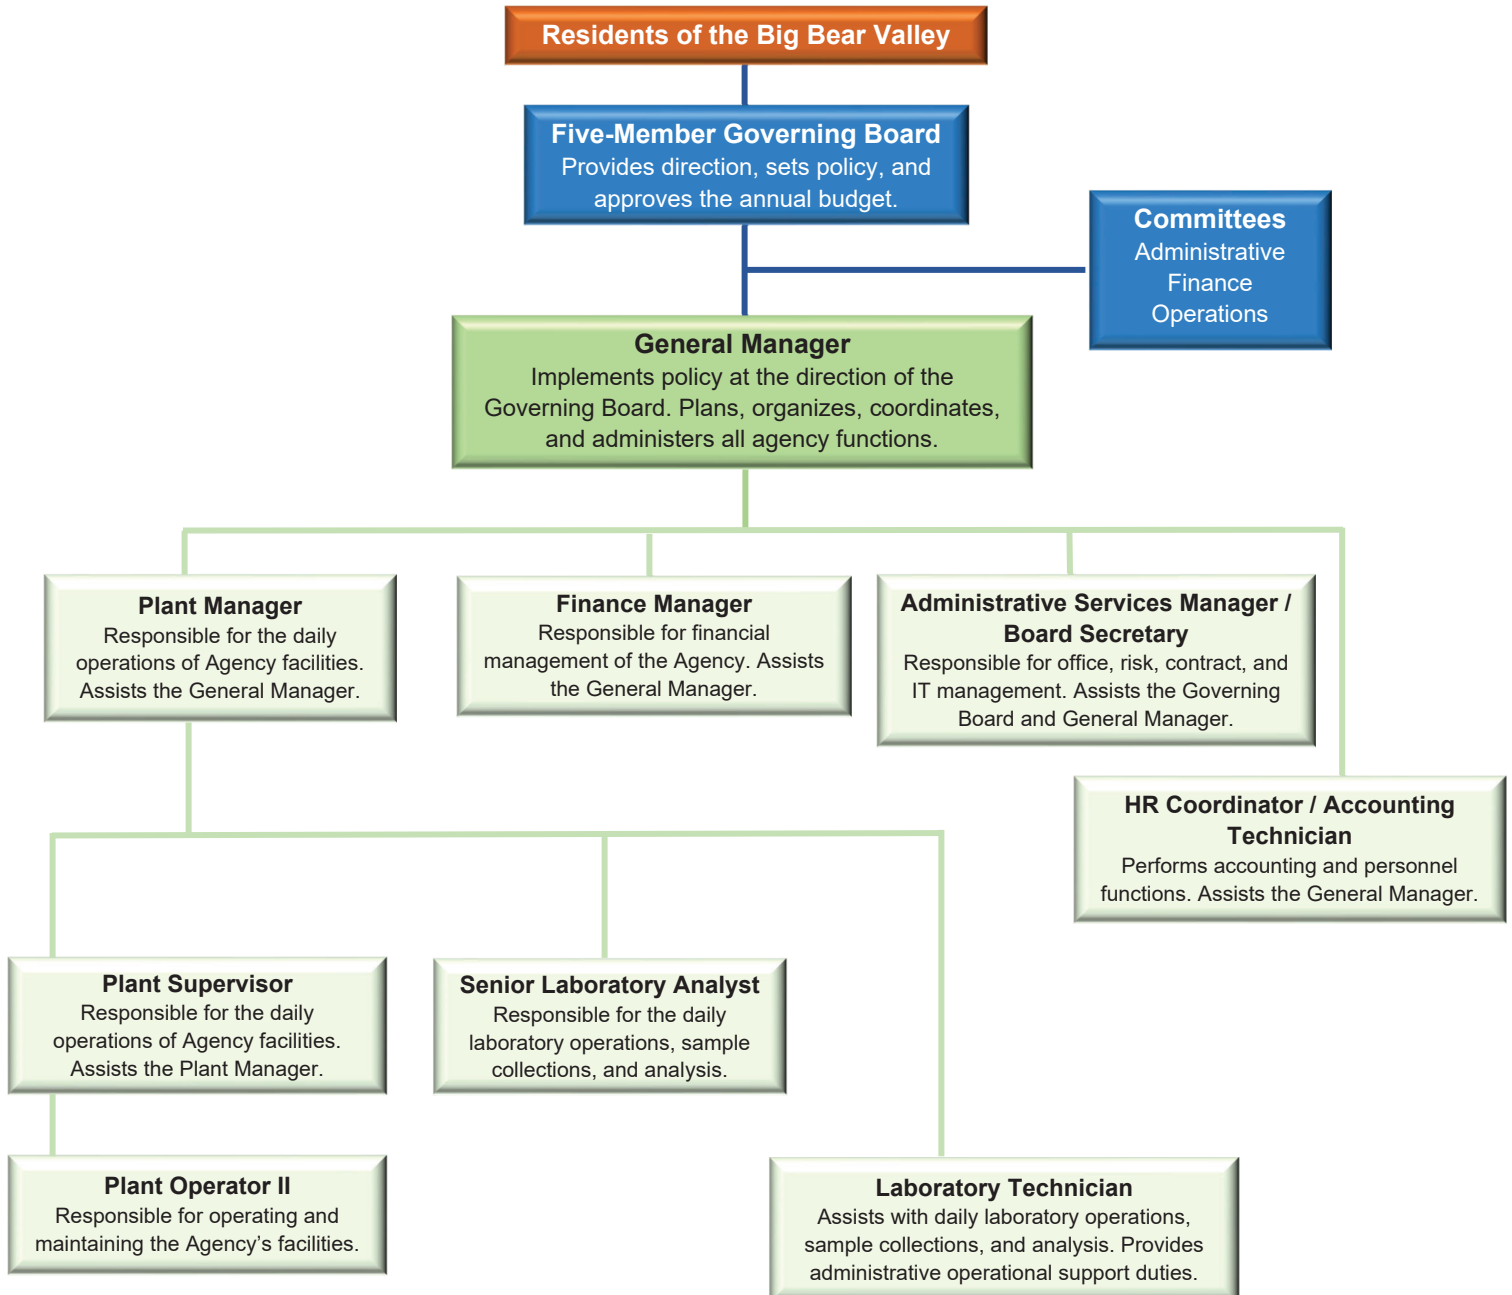 Residents of the Big Bear Valley
Five-Member Governing Board
Provides direction, sets policy, and
approves the annual budget.
Committees
Administrative
Finance
Operations
General Manager
Implements policy at the direction of the
Governing Board. Plans, organizes, coordinates,
and administers all agency functions.
Plant Manager
Responsible for the daily
operations of Agency facilities.
Assists the General Manager.
Finance Manager
Responsible for financial
management of the Agency. Assists
the General Manager.
Administrative Services Manager /
Board Secretary
Responsible for office, risk, contract, and
IT management. Assists the Governing
Board and General Manager.
HR Coordinator / Accounting
Technician
Performs accounting and personnel
functions. Assists the General Manager.
Plant Supervisor
Responsible for the daily
operations of Agency facilities.
Assists the Plant Manager.
Senior Laboratory Analyst
Responsible for the daily
laboratory operations, sample
collections, and analysis.
Plant Operator II
Responsible for operating and
maintaining the Agency’s facilities.
Laboratory Technician
Assists with daily laboratory operations,
sample collections, and analysis. Provides
administrative operational support duties.